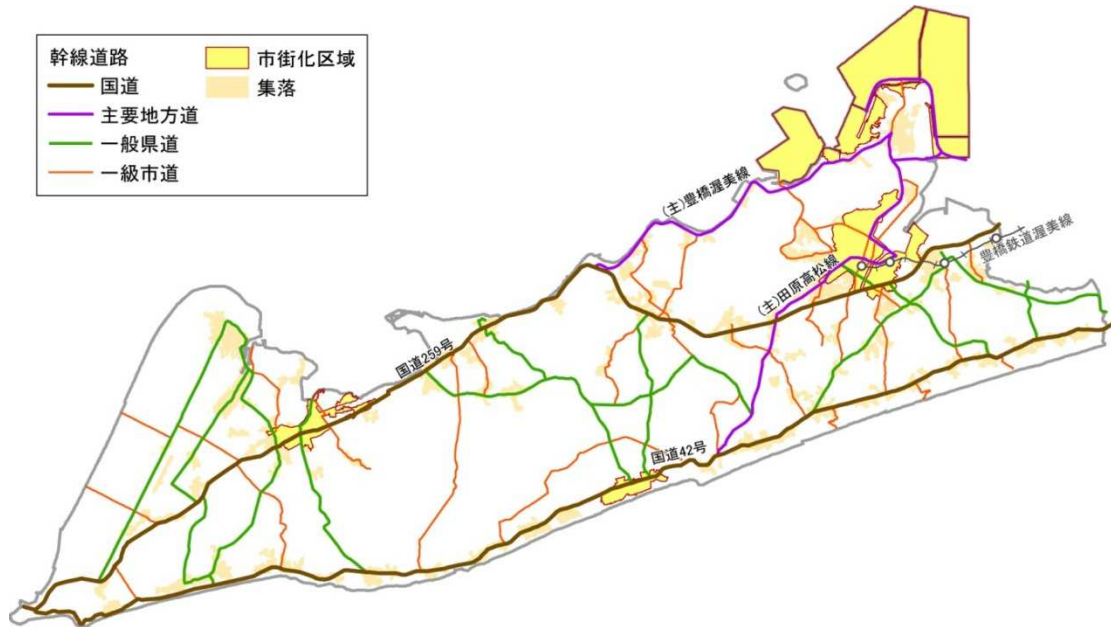 幹線道路
国道
主要地方道
一般県道
一級市道
市街化区域
集落
(主)豊橋渥美線
(主)田原高松線
豊橋鉄道渥美線
国道259号
国道42号